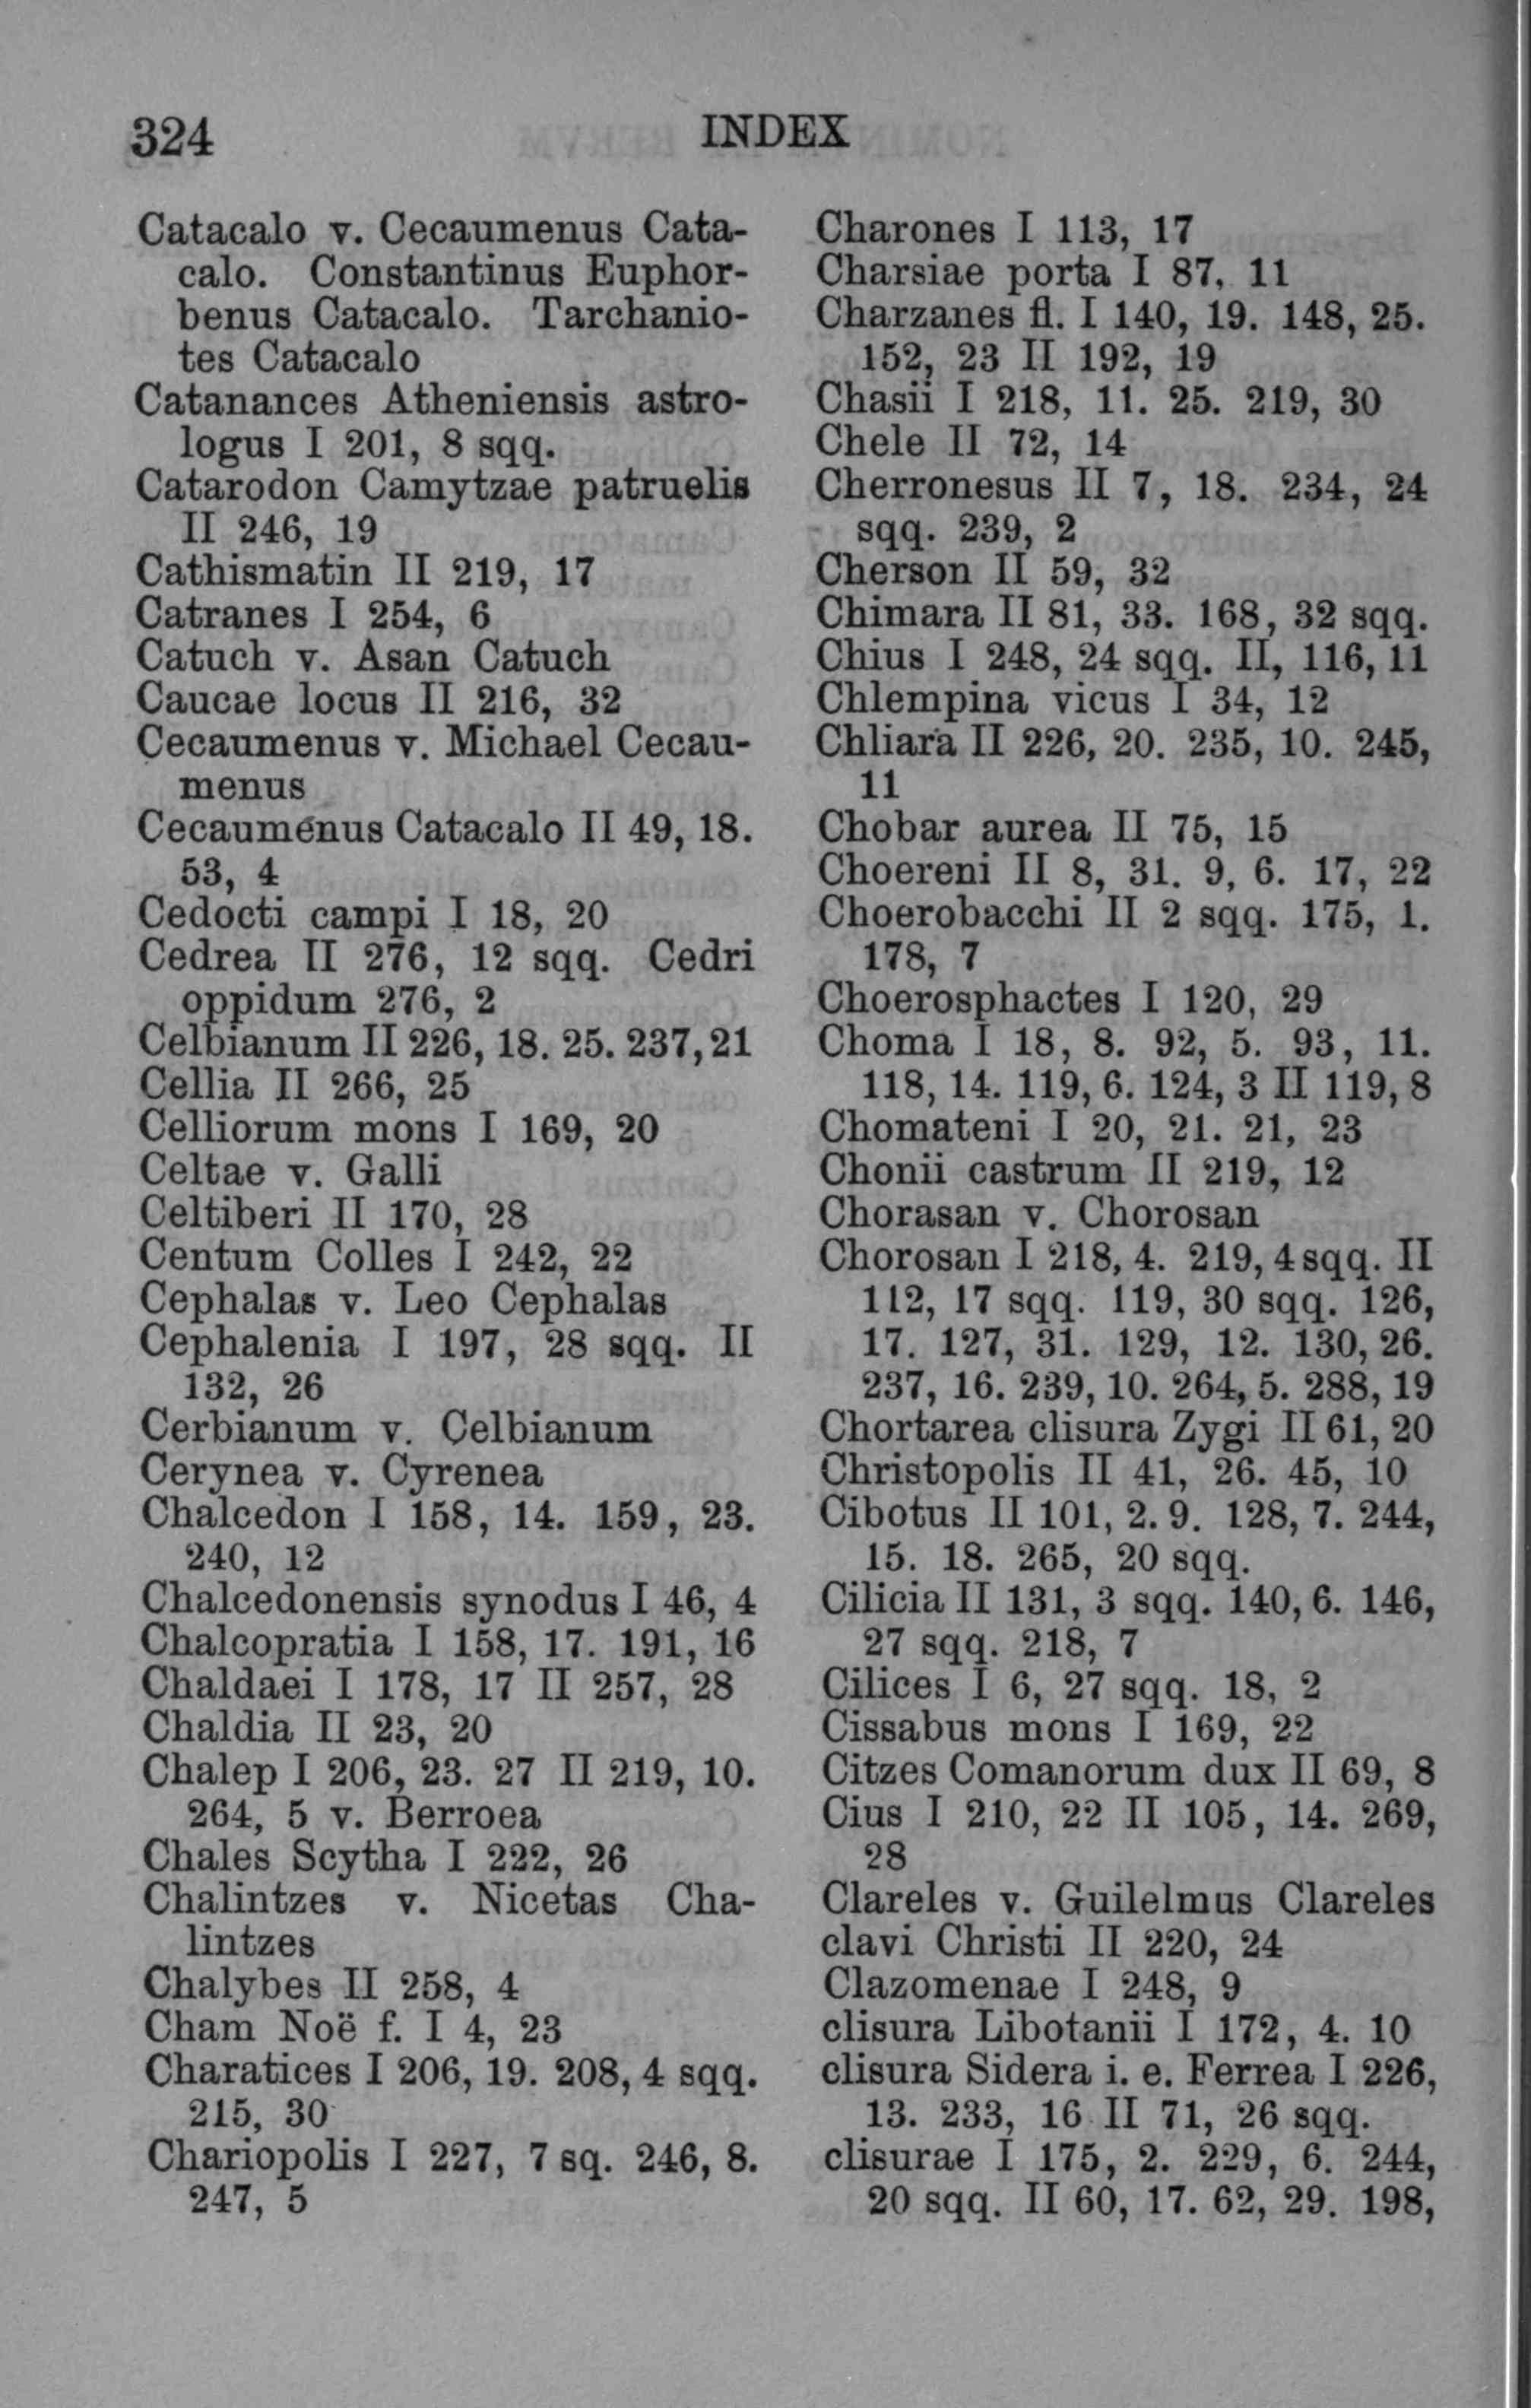 324
INDEX
Catacalo v. Cecaumenus Cata-
calo. Constantinus Euphor-
benus Catacalo. Tarchanio-
tes Catacalo
Catanances Atheniensis astro-
logus I 201, 8 sqq.
Catarodon Camytzae patruelis
II 246, 19
Cathismatin II 219, 17
Catranes I 254, 6
Catuch v. Asan Catuch
Caucae locus II 216, 32
Cecaumenus v. Michael Cecau-
menus
Cecaumenus Catacalo II 49, 18.
53, 4
Cedocti campi I 18, 20
Cedrea II 276, 12 sqq. Cedri
oppidum 276, 2
Celbianum II 226, 18. 25. 237, 21
Cellia II 266, 25
Celliorum mons I 169, 20
Celtae v. Galli
Celtiberi II 170, 28
Centum Colles I 242, 22
Cephalas v. Leo Cephalas
Cephalenia I 197, 28 sqq. II
132, 26
Cerbianum v. Celbianum
Cerynea v. Cyrenea
Chalcedon I 158, 14. 159, 23.
240, 12
Chalcedonensis synodus I 46, 4
Chalcopratia I 158, 17. 191, 16
Chaldaei I 178, 17 II 257, 28
Chaldia II 23, 20
Chalep I 206, 23. 27 II 219, 10.
264, 5 v. Berroea
Chales Scytha I 222, 26
Chalintzes v. Nicetas Cha-
lintzes
Chalybes II 258, 4
Cham Noë f. I 4, 23
Charatices I 206, 19. 208, 4 sqq.
215, 30
Chariopolis I 227, 7 sq. 246, 8.
247, 5
Charones I 113, 17
Charsiae porta I 87, 11
Charzanes fl. I 140, 19. 148, 25.
152, 23 II 192, 19
Chasii I 218, 11. 25. 219, 30
Chele II 72, 14
Cherronesus II 7, 18. 234, 24
sqq. 239, 2
Cherson II 59, 32
Chimara II 81, 33. 168, 32 sqq.
Chius I 248, 24 sqq. II, 116, 11
Chlempina vicus I 34, 12
Chliara II 226, 20. 235, 10. 245,
11
Chobar aurea II 75, 15
Choereni II 8, 31. 9, 6. 17, 22
Choerobacchi II 2 sqq. 175, 1.
178, 7
Choerosphactes I 120, 29
Choma I 18, 8. 92, 5. 93, 11.
118, 14. 119, 6. 124, 3 II 119, 8
Chomateni I 20, 21. 21, 23
Chonii castrum II 219, 12
Chorasan v. Chorosan
Chorosan I 218, 4. 219, 4 sqq. II
112, 17 sqq. 119, 30 sqq. 126,
17. 127, 31. 129, 12. 130, 26.
237, 16. 239, 10. 264, 5. 288, 19
Chortarea clisura Zygi II 61, 20
Christopolis II 41, 26. 45, 10
Cibotus II 101, 2. 9. 128, 7. 244,
15. 18. 265, 20 sqq.
Cilicia II 131, 3 sqq. 140, 6. 146,
27 sqq. 218, 7
Cilices I 6, 27 sqq. 18, 2
Cissabus mons I 169, 22
Citzes Comanorum dux II 69, 8
Cius I 210, 22 II 105, 14. 269,
28
Clareles v. Guilelmus Clareles
clavi Christi II 220, 24
Clazomenae I 248, 9
clisura Libotanii I 172, 4. 10
clisura Sidera i. e. Ferrea I 226,
13. 233, 16 II 71, 26 sqq.
clisurae I 175, 2. 229, 6. 244,
20 sqq. II 60, 17. 62, 29. 198,